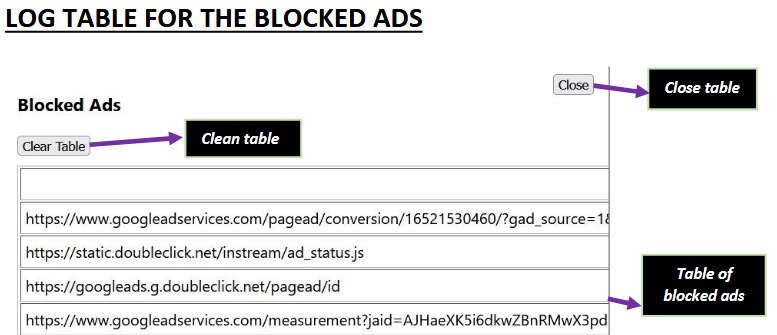 LOG TABLE FOR THE BLOCKED ADS
Close
Close table
Blocked Ads
Clear Table
Clean table
https://www.googleadservices.com/pagead/conversion/16521530460/?gad_source=1&
https://static.doubleclick.net/instream/ad_status.js
https://googleads.g.doubleclick.net/pagead/id
Table of
blocked ads
https://www.googleadservices.com/measurement?jaid=AJHaeXK5i6dkwZBnRMwX3pd